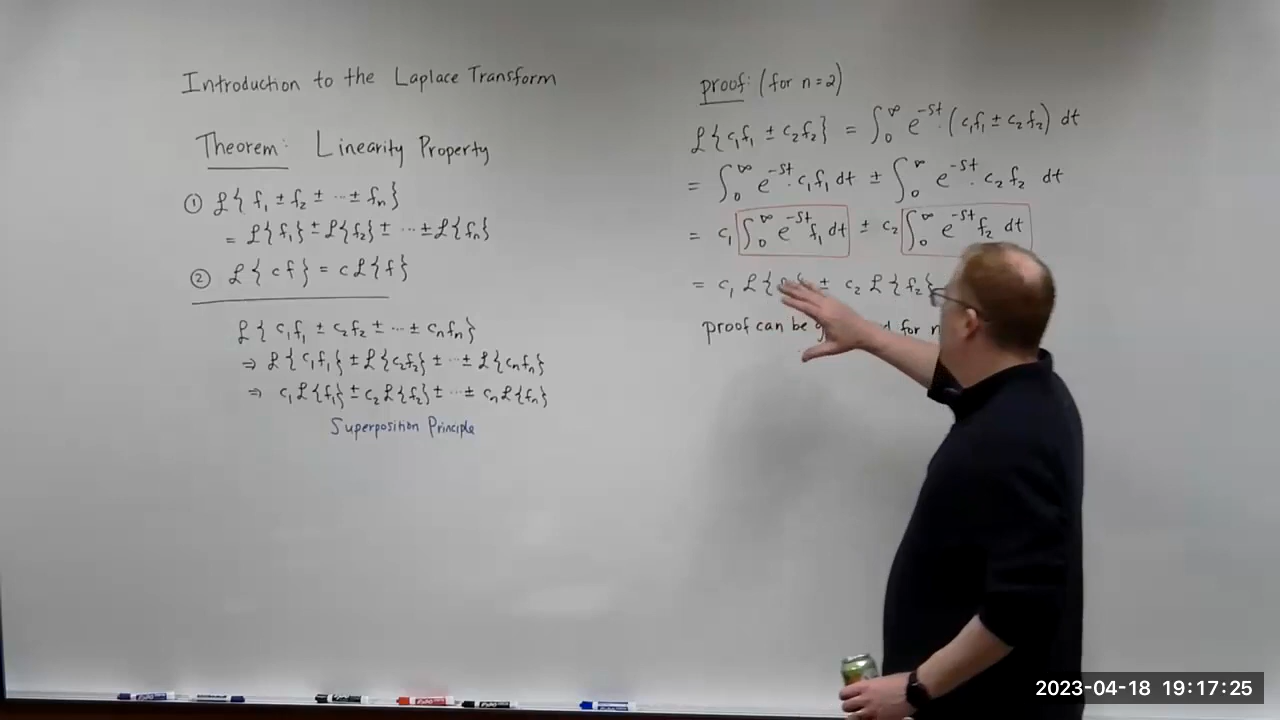 Introduction to the Laplace Transform
Theorem: Linearity Property
① ℒ{ f₁ ± f₂ ± ⋯ ± fₙ }
= ℒ{f₁} ± ℒ{f₂} ± ⋯ ± ℒ{fₙ}
② ℒ{ c f } = c ℒ{f}
ℒ{ c₁f₁ ± c₂f₂ ± ⋯ ± cₙfₙ }
⇒ ℒ{c₁f₁} ± ℒ{c₂f₂} ± ⋯ ± ℒ{cₙfₙ}
⇒ c₁ℒ{f₁} ± c₂ℒ{f₂} ± ⋯ ± cₙℒ{fₙ}
Superposition Principle
proof: (for n=2)
ℒ{ c₁f₁ ± c₂f₂ } = ∫₀^∞ e^{-st}·(c₁f₁ ± c₂f₂) dt
= ∫₀^∞ e^{-st}·c₁f₁ dt ± ∫₀^∞ e^{-st}·c₂f₂ dt
= c₁ ∫₀^∞ e^{-st} f₁ dt ± c₂ ∫₀^∞ e^{-st} f₂ dt
= c₁ ℒ{ ± c₂ ℒ{f₂}
proof can be for
2023-04-18 19:17:25